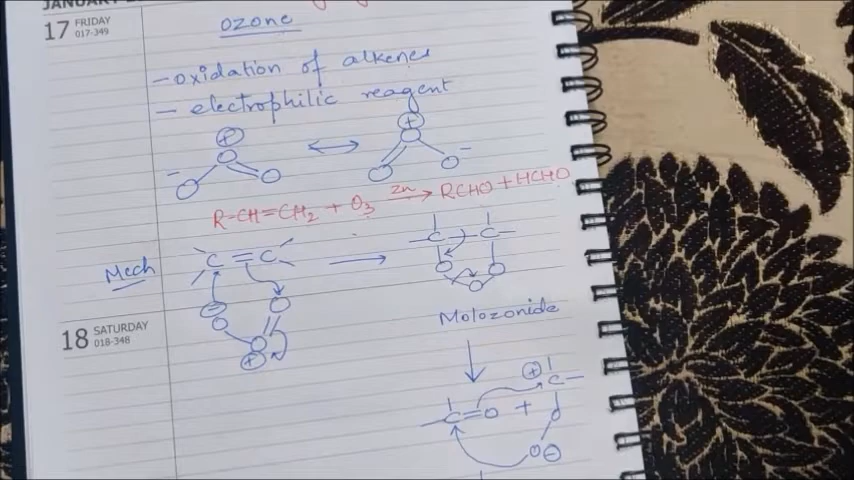 17 FRIDAY
017-349
ozone
- oxidation of alkenes
- electrophilic reagent
R-CH=CH₂ + O₃ —Zn→ RCHO + HCHO
Mech
C = C → C - C
18 SATURDAY
018-348
Molozonide
C=O + C
O
O